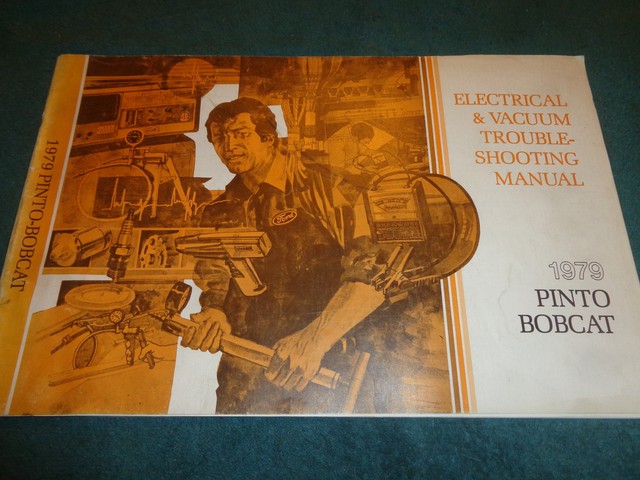 ELECTRICAL
& VACUUM
TROUBLE-
SHOOTING
MANUAL
1979
PINTO
BOBCAT
1979 PINTO-BOBCAT
Ford